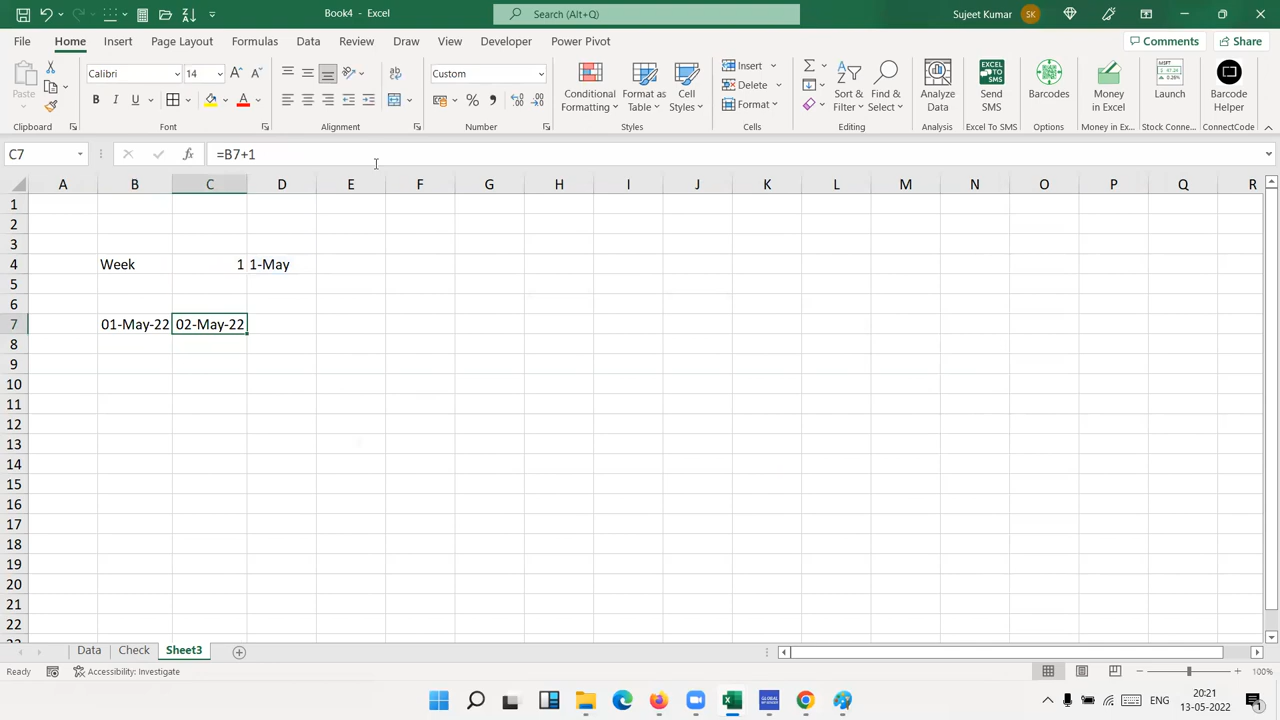 Book4 - Excel
Search (Alt+Q)
Sujeet Kumar
SK
File
Home
Insert
Page Layout
Formulas
Data
Review
Draw
View
Developer
Power Pivot
Comments
Share
Paste
Calibri
14
Custom
Conditional Formatting
Format as Table
Cell Styles
Insert
Delete
Format
Sort & Filter
Find & Select
Analyze Data
Send SMS
Barcodes
Money in Excel
Launch
Barcode Helper
Clipboard
Font
Alignment
Number
Styles
Cells
Editing
Analysis
Excel To SMS
Options
Money in Ex...
Stock Conne...
ConnectCode
C7
=B7+1
A B C D E F G H I J K L M N O P Q R
1
2
3
4 Week 1 1-May
5
6
7 01-May-22 02-May-22
8
9
10
11
12
13
14
15
16
17
18
19
20
21
22
Data
Check
Sheet3
Ready
Accessibility: Investigate
100%
ENG
20:21
13-05-2022